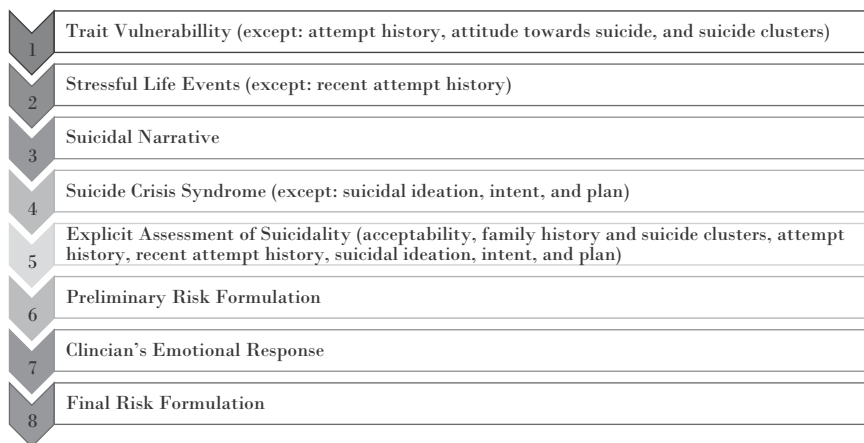 1
Trait Vulnerabillity (except: attempt history, attitude towards suicide, and suicide clusters)
2
Stressful Life Events (except: recent attempt history)
3
Suicidal Narrative
4
Suicide Crisis Syndrome (except: suicidal ideation, intent, and plan)
5
Explicit Assessment of Suicidality (acceptability, family history and suicide clusters, attempt
history, recent attempt history, suicidal ideation, intent, and plan)
6
Preliminary Risk Formulation
7
Clincian's Emotional Response
8
Final Risk Formulation